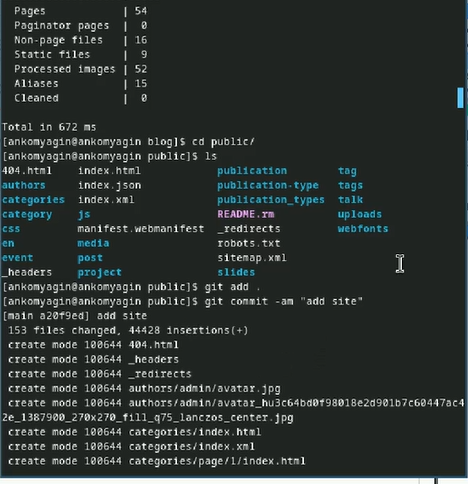 Pages | 54
Paginator pages | 0
Non-page files | 16
Static files | 9
Processed images | 52
Aliases | 15
Cleaned | 0
Total in 672 ms
[ankomyagin@ankomyagin blog]$ cd public/
[ankomyagin@ankomyagin public]$ ls
404.html index.html publication tag
authors index.json publication-type tags
categories index.xml publication_types talk
category js README.rm uploads
css manifest.webmanifest _redirects webfonts
en media robots.txt
event post sitemap.xml
_headers project slides
[ankomyagin@ankomyagin public]$ git add .
[ankomyagin@ankomyagin public]$ git commit -am "add site"
[main a20f9ed] add site
153 files changed, 44428 insertions(+)
create mode 100644 404.html
create mode 100644 _headers
create mode 100644 _redirects
create mode 100644 authors/admin/avatar.jpg
create mode 100644 authors/admin/avatar_hu3c64bd0f98018e2d901b7c60447ac4
2e_1387900_270x270_fill_q75_lanczos_center.jpg
create mode 100644 categories/index.html
create mode 100644 categories/index.xml
create mode 100644 categories/page/1/index.html